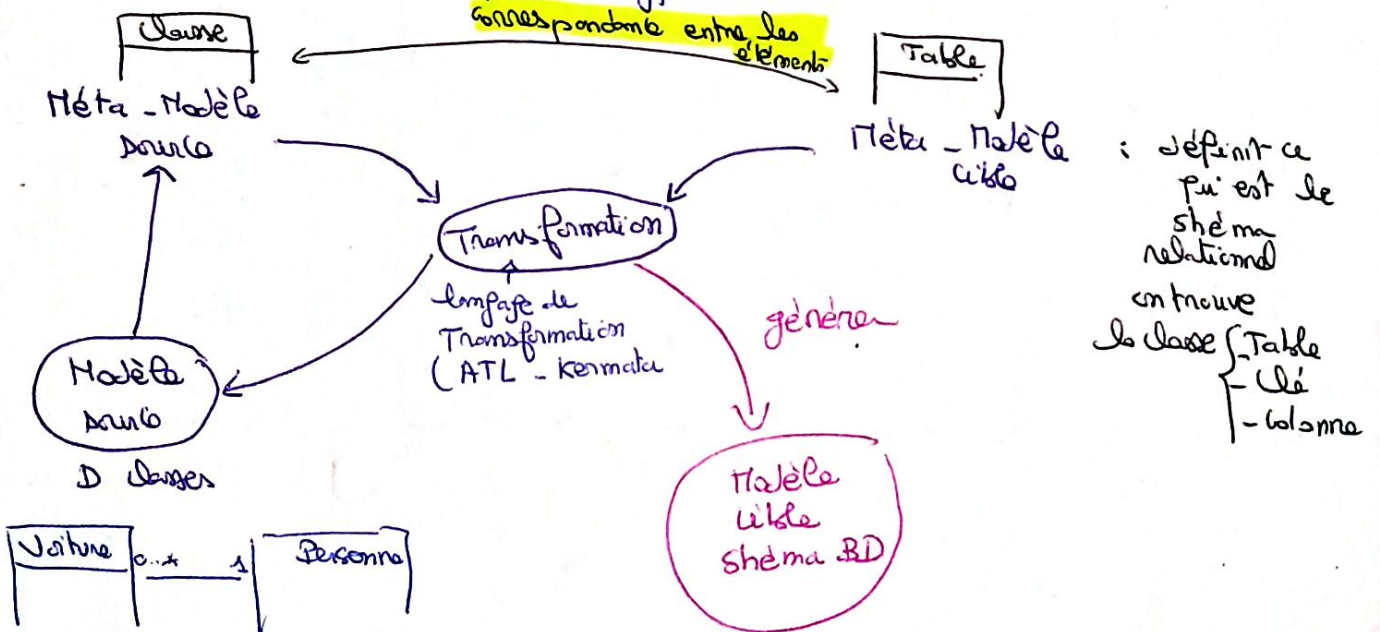 Classe
correspondance entre les
éléments
Table
Méta-Modèle
source
Méta-Modèle
cible
: définit ce
qu'est le
shéma
relationnel
on trouve
la classe { - Table
- Clé
- Colonne
Transformation
langage de
Transformation
(ATL - Kermata
générer
Modèle
source
D classes
Modèle
cible
shéma BD
Voiture 0..* 1 Personne